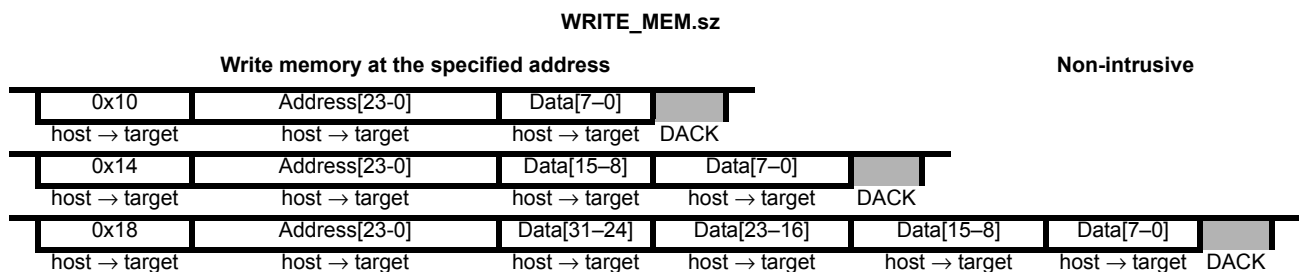 WRITE_MEM.sz
Write memory at the specified address Non-intrusive
0x10 Address[23-0] Data[7–0]
host → target host → target host → target DACK
0x14 Address[23-0] Data[15–8] Data[7–0]
host → target host → target host → target host → target DACK
0x18 Address[23-0] Data[31–24] Data[23–16] Data[15–8] Data[7–0]
host → target host → target host → target host → target host → target host → target DACK